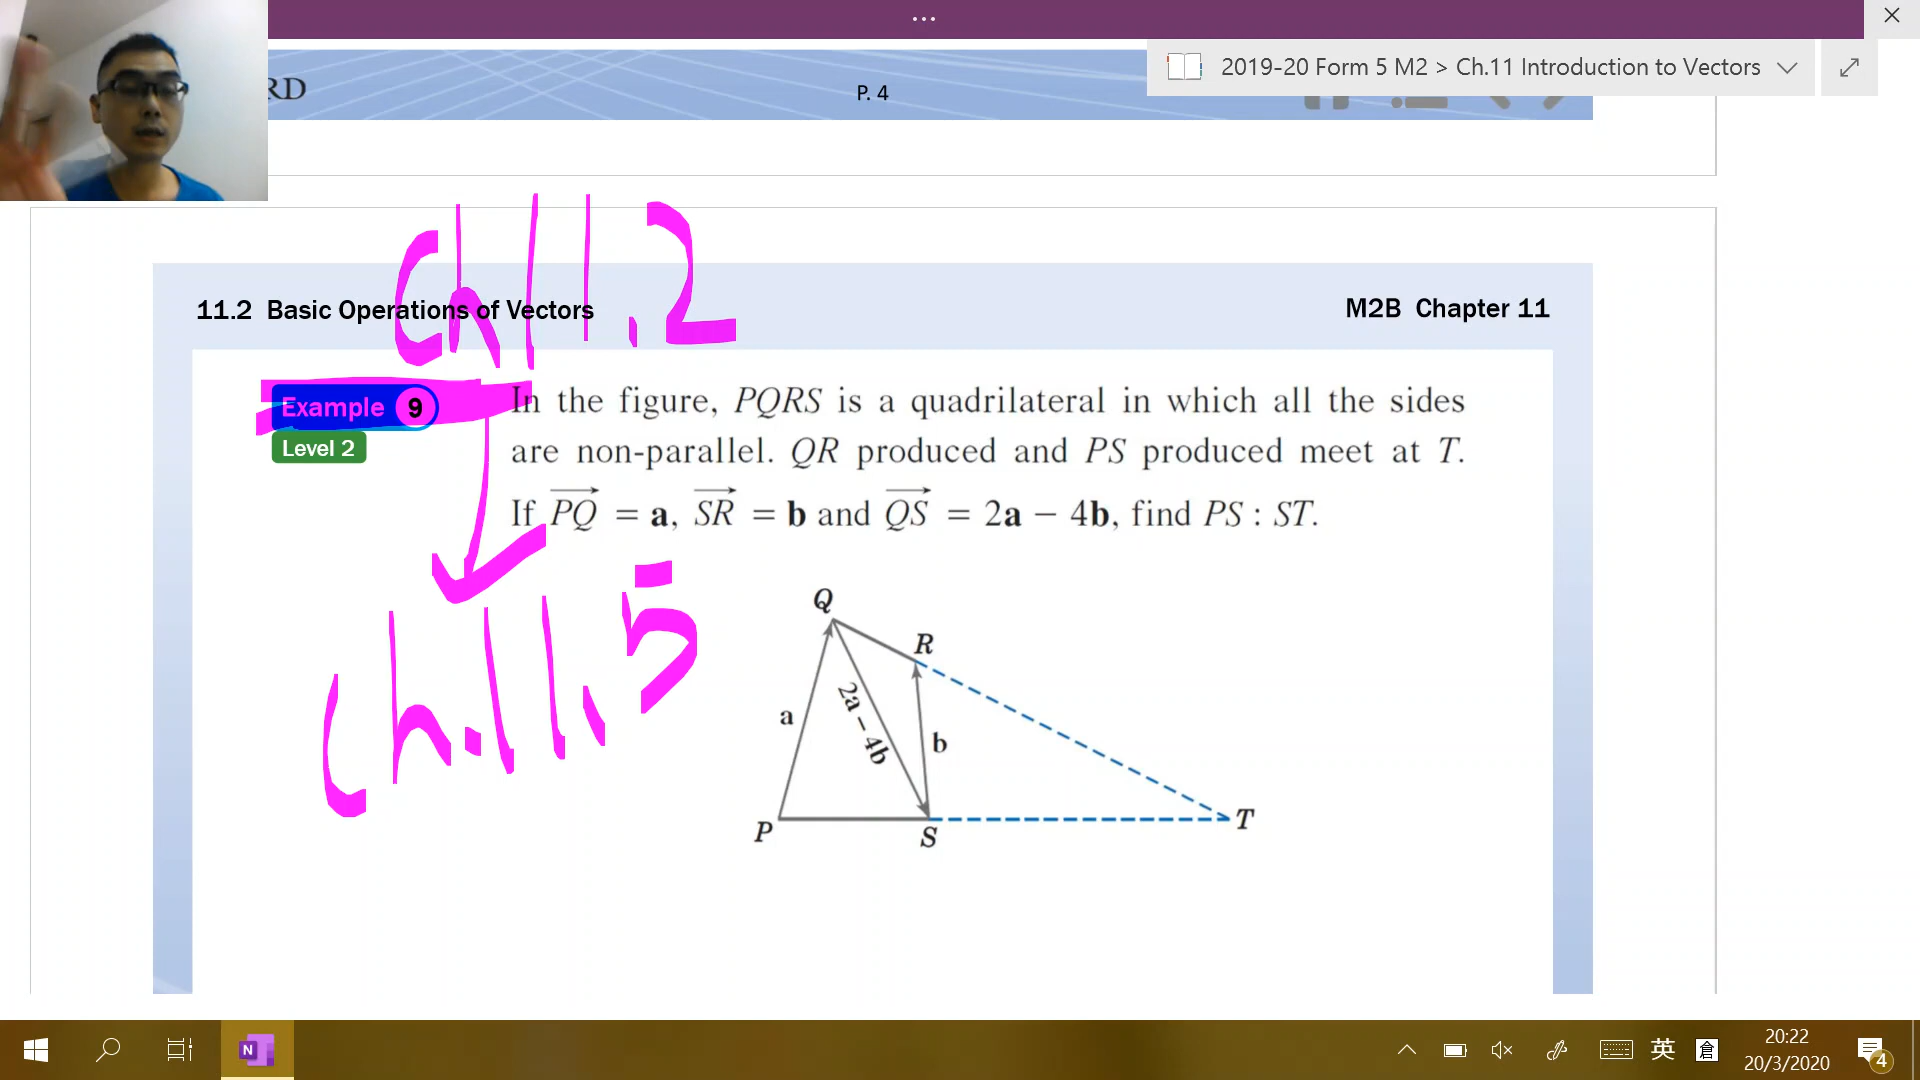 ...
RD
P. 4
2019-20 Form 5 M2 > Ch.11 Introduction to Vectors
ch 11.2
11.2 Basic Operations of Vectors
M2B Chapter 11
Example 9
Level 2
In the figure, PQRS is a quadrilateral in which all the sides
are non-parallel. QR produced and PS produced meet at T.
If PQ = a, SR = b and QS = 2a − 4b, find PS : ST.
ch.11.5
Q
R
a
2a − 4b
b
P
S
T
N
英
倉
20:22
20/3/2020
4